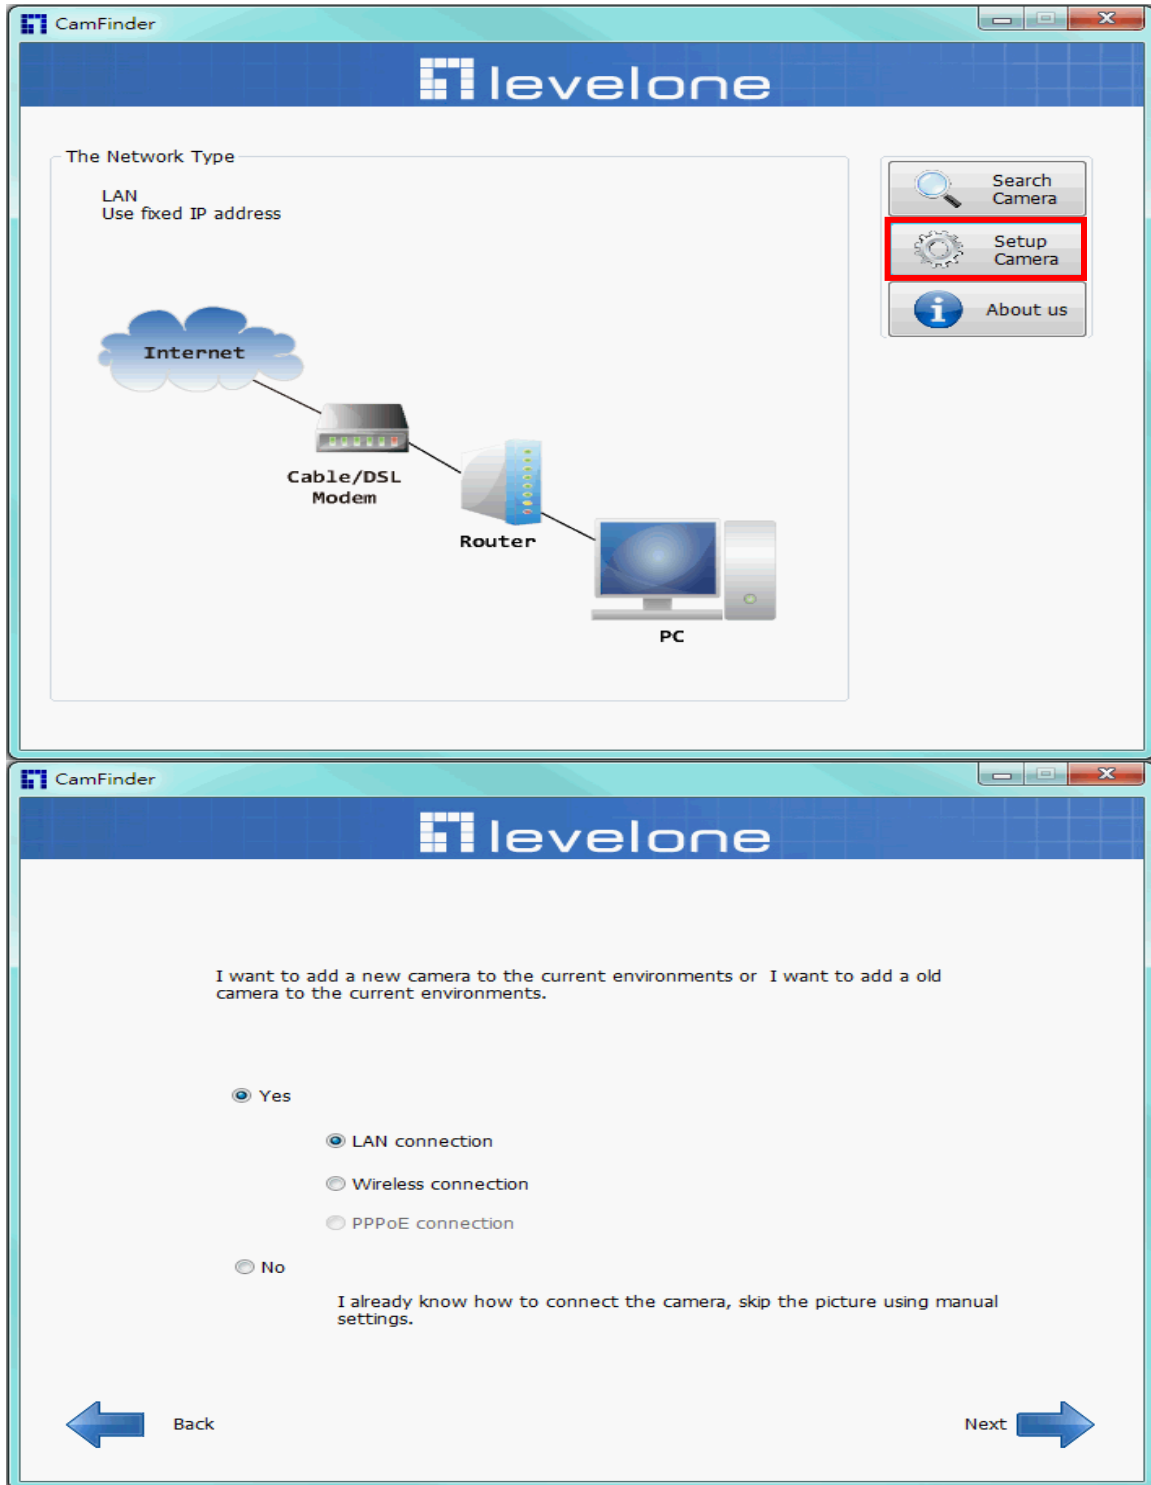 CamFinder
levelone
The Network Type
LAN
Use fixed IP address
Internet
Cable/DSL
Modem
Router
PC
Search
Camera
Setup
Camera
About us
CamFinder
levelone
I want to add a new camera to the current environments or  I want to add a old
camera to the current environments.
Yes
LAN connection
Wireless connection
PPPoE connection
No
I already know how to connect the camera, skip the picture using manual
settings.
Back
Next